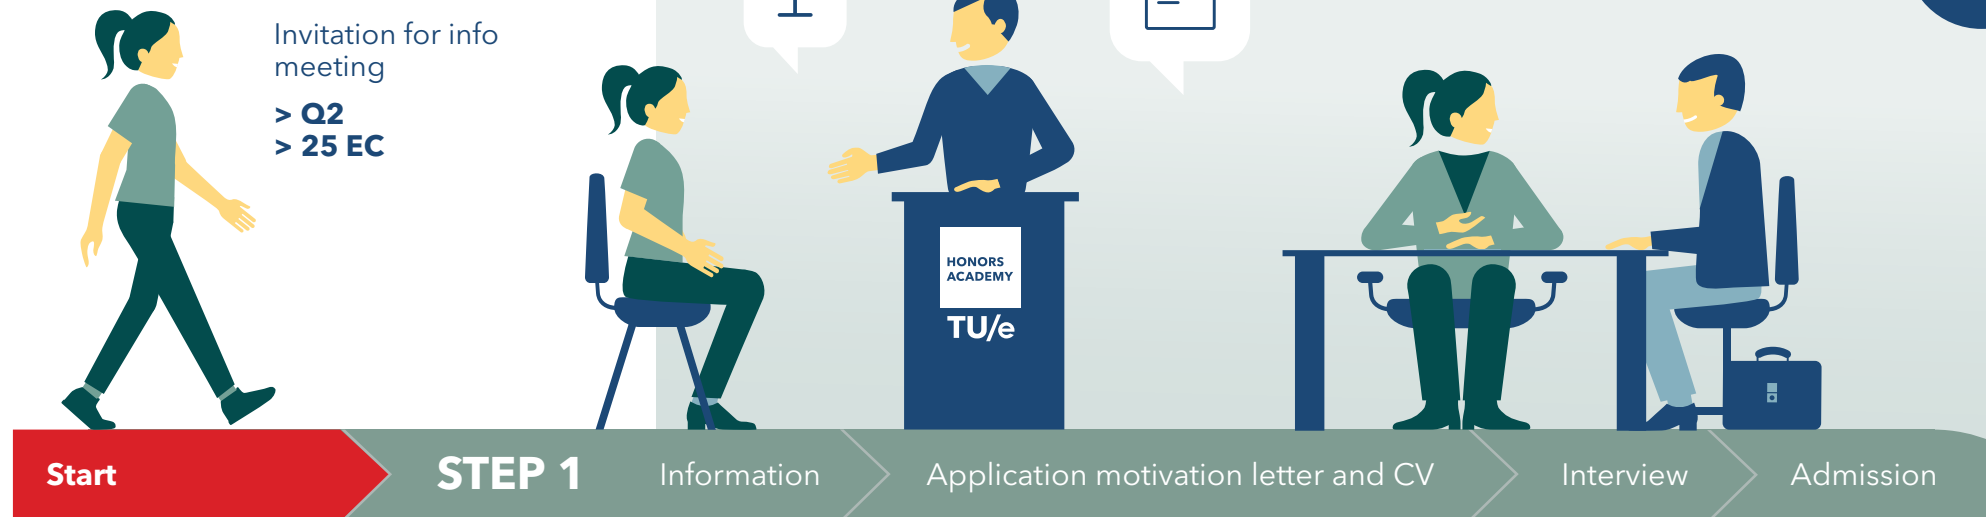 Invitation for info
meeting
> Q2
> 25 EC
HONORS
ACADEMY
TU/e
Start
STEP 1
Information
Application motivation letter and CV
Interview
Admission